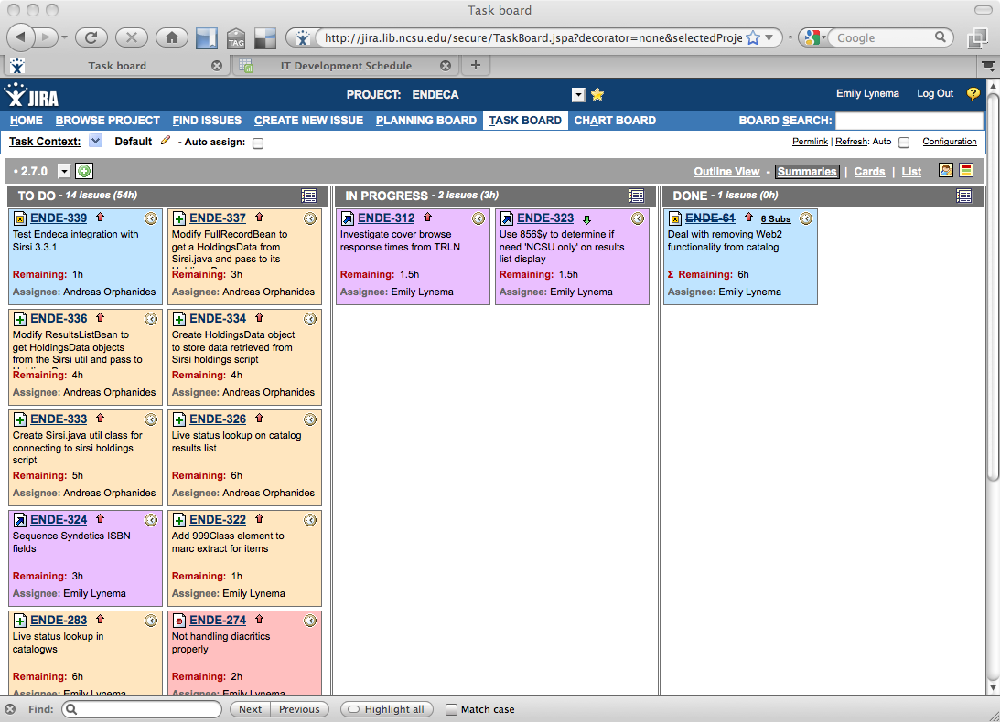 Task board
http://jira.lib.ncsu.edu/secure/TaskBoard.jspa?decorator=none&selectedProje
Google
TAG
Task board
IT Development Schedule
JIRA
PROJECT: ENDECA
Emily Lynema Log Out
HOME BROWSE PROJECT FIND ISSUES CREATE NEW ISSUE PLANNING BOARD TASK BOARD CHART BOARD BOARD SEARCH:
Task Context: Default - Auto assign:
Permlink | Refresh: Auto Configuration
• 2.7.0
Outline View - Summaries | Cards | List
TO DO - 14 issues (54h)
ENDE-339
Test Endeca integration with
Sirsi 3.3.1
Remaining: 1h
Assignee: Andreas Orphanides
ENDE-337
Modify FullRecordBean to
get a HoldingsData from
Sirsi.java and pass to its
Remaining: 3h
Assignee: Andreas Orphanides
ENDE-336
Modify ResultsListBean to
get HoldingsData objects
from the Sirsi util and pass to
Remaining: 4h
Assignee: Andreas Orphanides
ENDE-334
Create HoldingsData object
to store data retrieved from
Sirsi holdings script
Remaining: 4h
Assignee: Andreas Orphanides
ENDE-333
Create Sirsi.java util class for
connecting to sirsi holdings
script
Remaining: 5h
Assignee: Andreas Orphanides
ENDE-326
Live status lookup on catalog
results list
Remaining: 6h
Assignee: Andreas Orphanides
ENDE-324
Sequence Syndetics ISBN
fields
Remaining: 3h
Assignee: Emily Lynema
ENDE-322
Add 999Class element to
marc extract for items
Remaining: 1h
Assignee: Emily Lynema
ENDE-283
Live status lookup in
catalogws
Remaining: 6h
Assignee: Emily Lynema
ENDE-274
Not handling diacritics
properly
Remaining: 2h
Assignee: Emily Lynema
IN PROGRESS - 2 issues (3h)
ENDE-312
Investigate cover browse
response times from TRLN
Remaining: 1.5h
Assignee: Emily Lynema
ENDE-323
Use 856$y to determine if
need 'NCSU only' on results
list display
Remaining: 1.5h
Assignee: Emily Lynema
DONE - 1 issues (0h)
ENDE-61 6 Subs
Deal with removing Web2
functionality from catalog
Σ Remaining: 6h
Assignee: Emily Lynema
Find: Next Previous Highlight all Match case